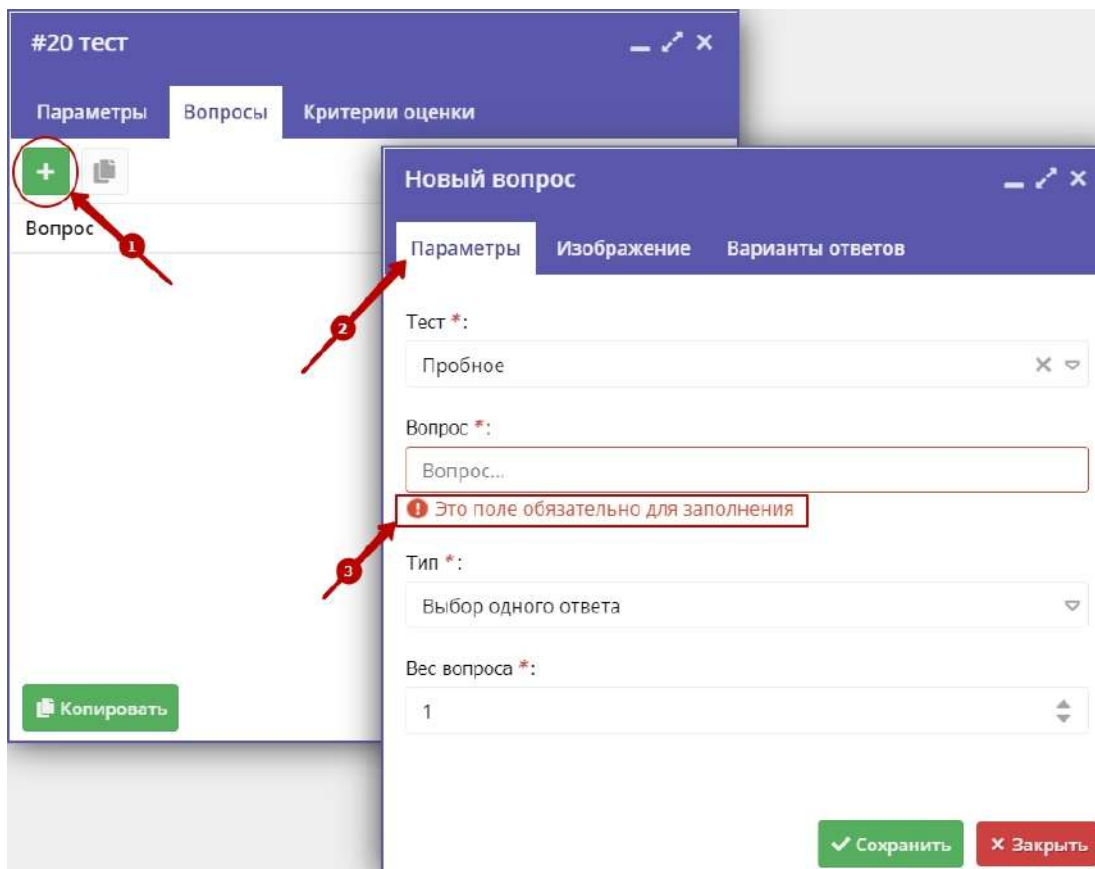 #20 тест
Параметры Вопросы Критерии оценки
+
Вопрос
1
Копировать
Новый вопрос
Параметры Изображение Варианты ответов
2
Тест *:
Пробное
Вопрос *:
Вопрос...
Это поле обязательно для заполнения
3
Тип *:
Выбор одного ответа
Вес вопроса *:
1
Сохранить Закрыть